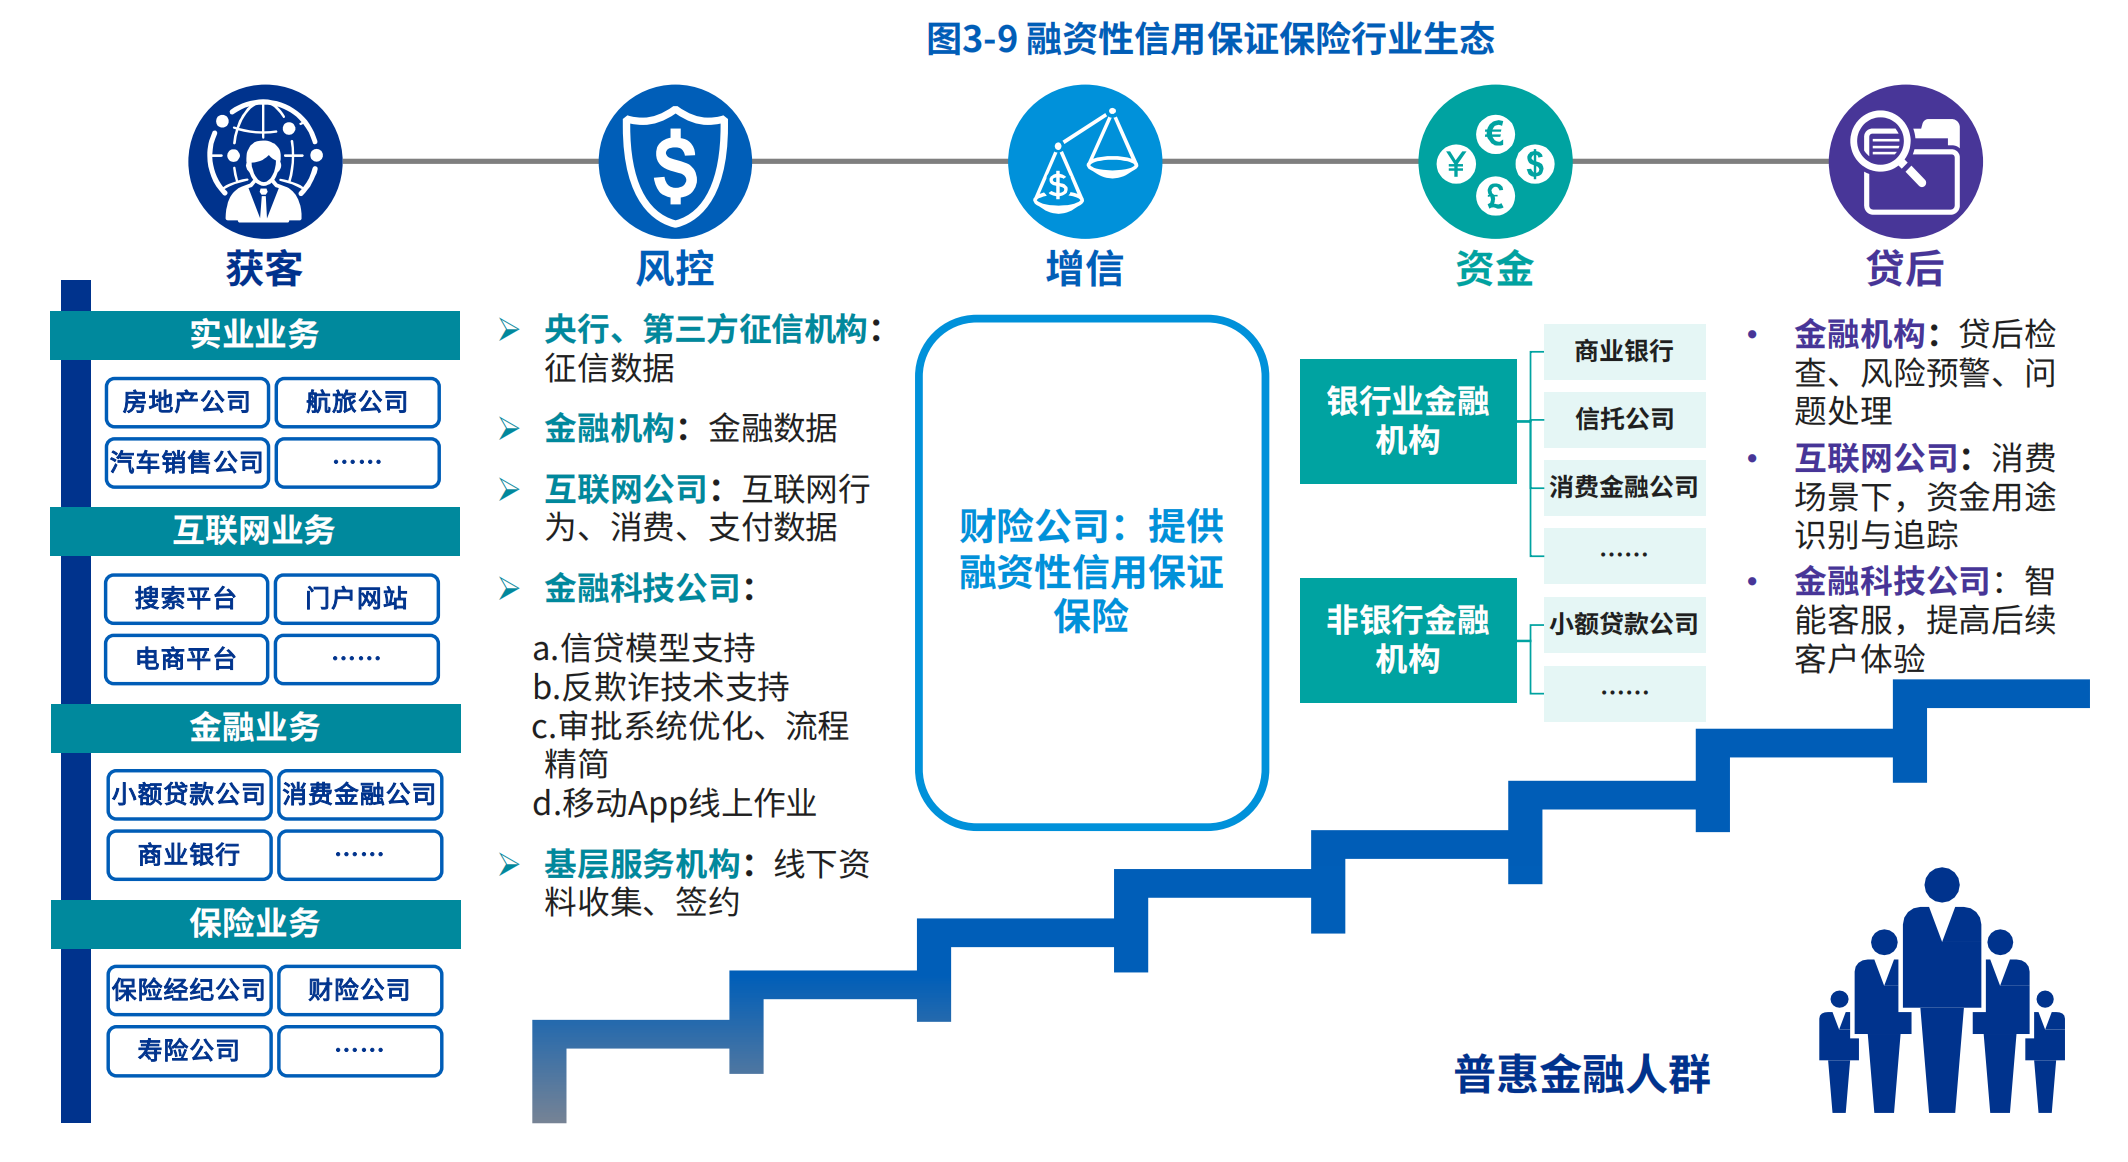 图3-9 融资性信用保证保险行业生态
获客
风控
增信
资金
贷后
实业业务
房地产公司
航旅公司
汽车销售公司
……
互联网业务
搜索平台
门户网站
电商平台
……
金融业务
小额贷款公司
消费金融公司
商业银行
……
保险业务
保险经纪公司
财险公司
寿险公司
……
央行、第三方征信机构：
征信数据
金融机构：金融数据
互联网公司：互联网行
为、消费、支付数据
金融科技公司：
a.信贷模型支持
b.反欺诈技术支持
c.审批系统优化、流程
精简
d.移动App线上作业
基层服务机构：线下资
料收集、签约
财险公司：提供
融资性信用保证
保险
银行业金融
机构
商业银行
信托公司
消费金融公司
……
非银行金融
机构
小额贷款公司
……
• 金融机构：贷后检
查、风险预警、问
题处理
• 互联网公司：消费
场景下，资金用途
识别与追踪
• 金融科技公司：智
能客服，提高后续
客户体验
普惠金融人群